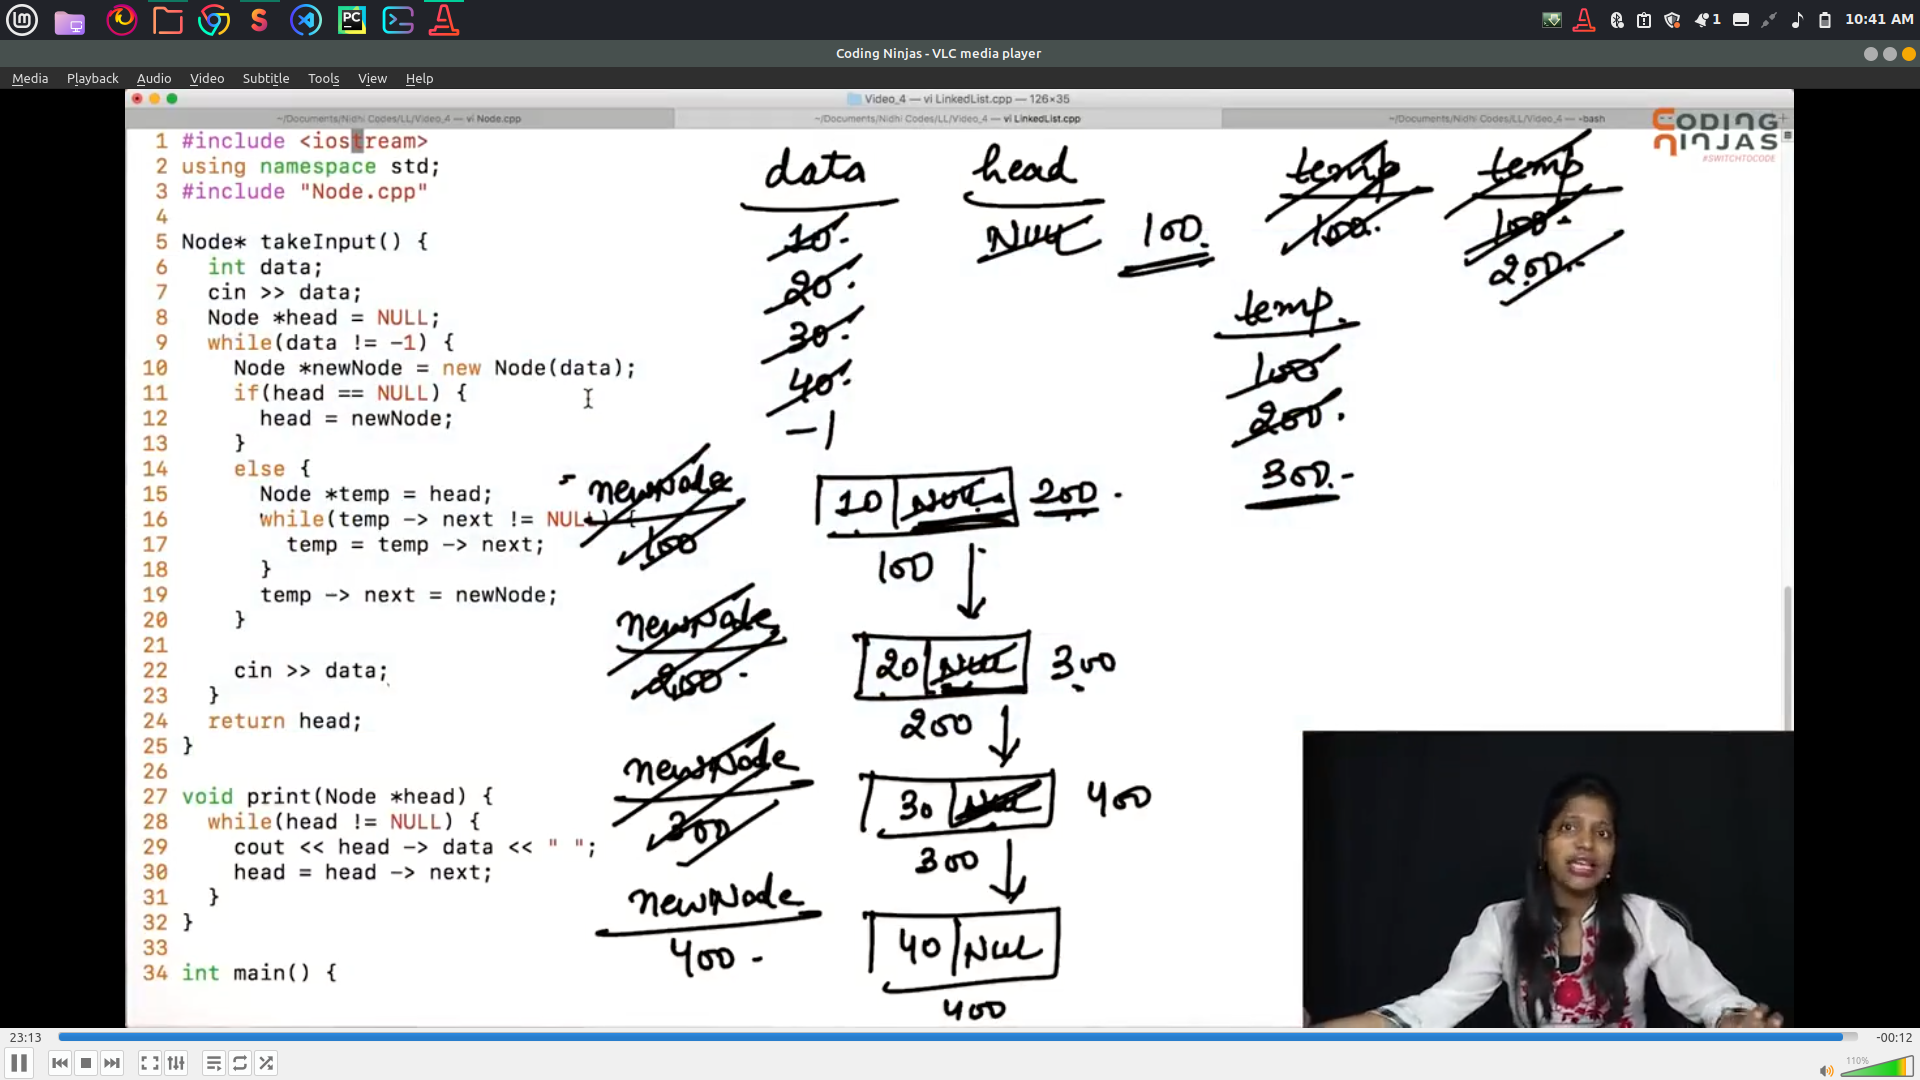 10:41 AM
1
Coding Ninjas - VLC media player
Media Playback Audio Video Subtitle Tools View Help
Video_4 — vi LinkedList.cpp — 126×35
~/Documents/Nidhi Codes/LL/Video_4 — vi Node.cpp
~/Documents/Nidhi Codes/LL/Video_4 — vi LinkedList.cpp
~/Documents/Nidhi Codes/LL/Video_4 — -bash
CODING
NINJAS
#SWITCHTOCODE
1 #include <iostream>
2 using namespace std;
3 #include "Node.cpp"
4
5 Node* takeInput() {
6 int data;
7 cin >> data;
8 Node *head = NULL;
9 while(data != -1) {
10 Node *newNode = new Node(data);
11 if(head == NULL) {
12 head = newNode;
13 }
14 else {
15 Node *temp = head;
16 while(temp -> next != NULL) {
17 temp = temp -> next;
18 }
19 temp -> next = newNode;
20 }
21
22 cin >> data;
23 }
24 return head;
25 }
26
27 void print(Node *head) {
28 while(head != NULL) {
29 cout << head -> data << " ";
30 head = head -> next;
31 }
32 }
33
34 int main() {
data
10
20
30
40
-1
head
NULL 100
temp
100
temp
100
200
temp
100
200
300
newNode
100
10 NULL 200
100
newNode
200
20 NULL 300
200
newNode
300
30 NULL 400
300
newNode
400
40 NULL
400
23:13
-00:12
110%